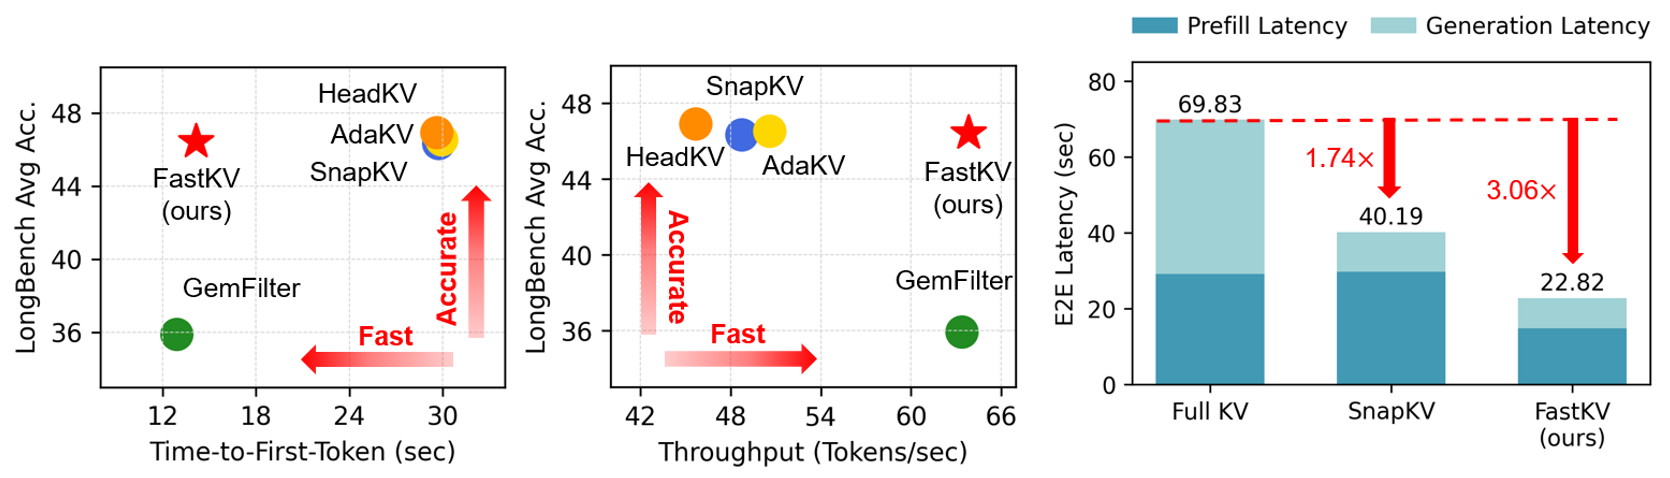 LongBench Avg Acc.
48
44
40
36
HeadKV
AdaKV
SnapKV
FastKV
(ours)
GemFilter
Accurate
Fast
12
18
24
30
Time-to-First-Token (sec)
LongBench Avg Acc.
48
44
40
36
SnapKV
HeadKV
AdaKV
FastKV
(ours)
Accurate
GemFilter
Fast
42
48
54
60
66
Throughput (Tokens/sec)
Prefill Latency
Generation Latency
E2E Latency (sec)
80
60
40
20
0
69.83
1.74×
3.06×
40.19
22.82
Full KV
SnapKV
FastKV
(ours)